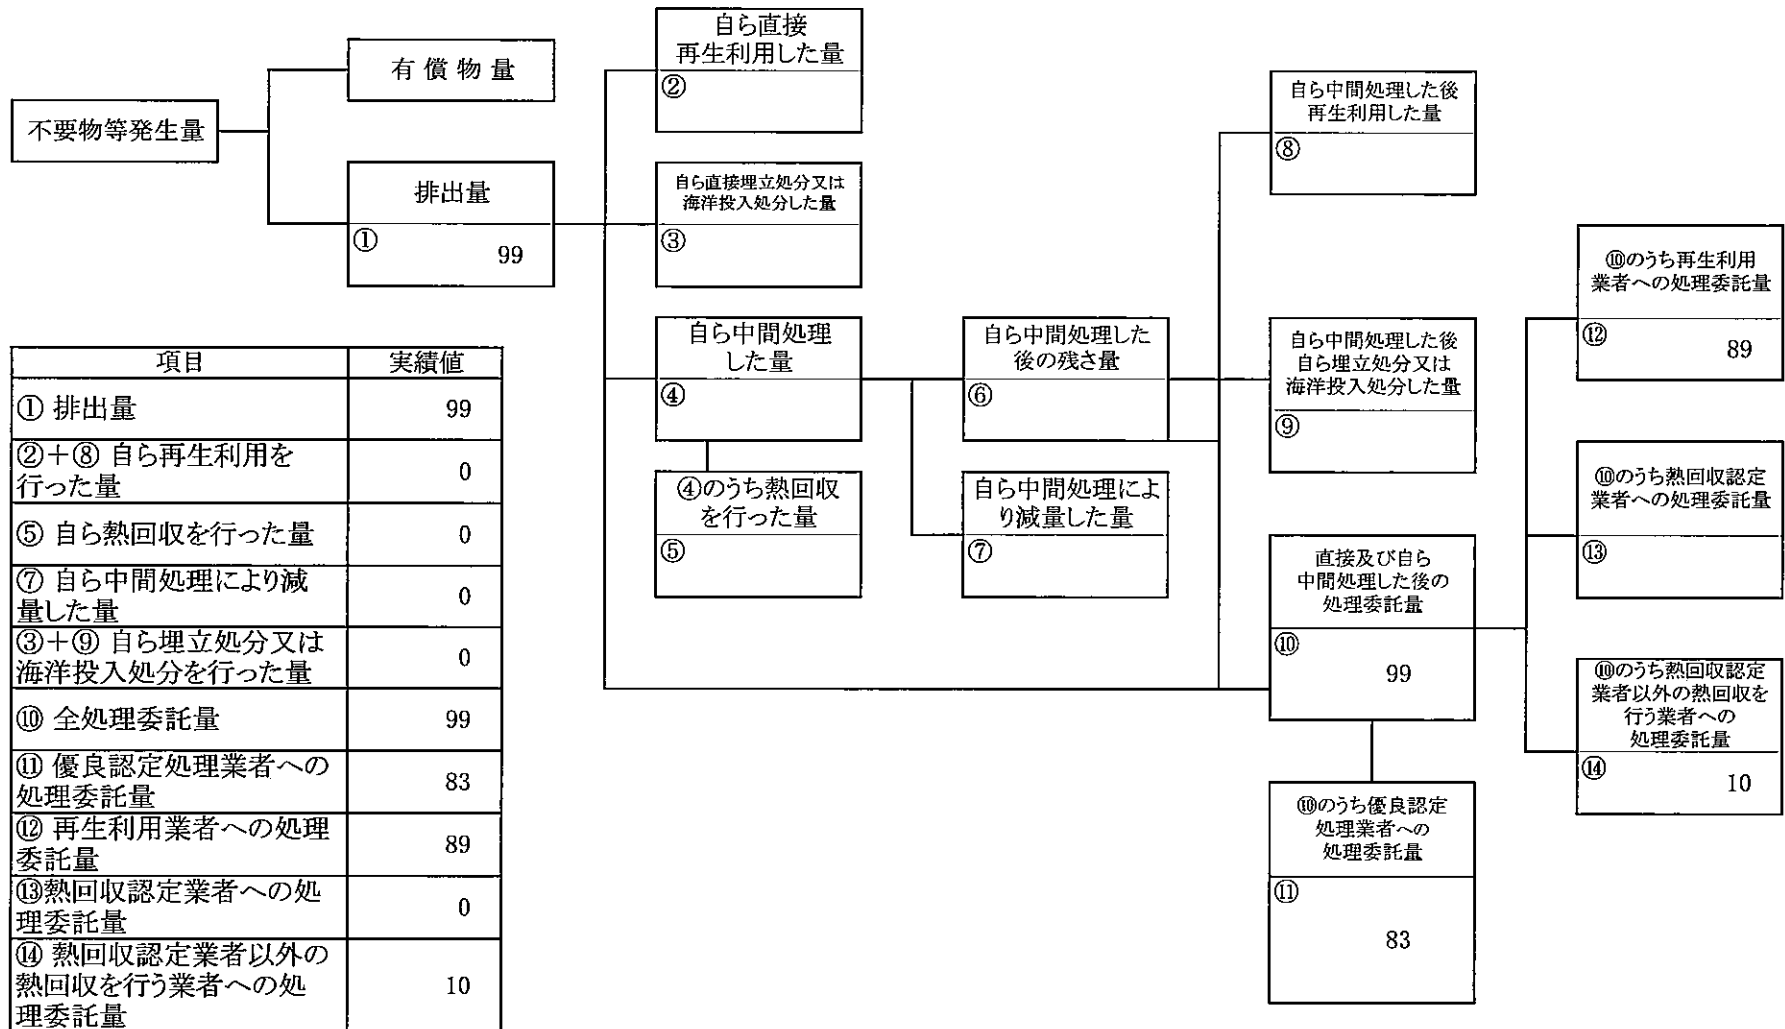 不要物等発生量
有 償 物 量
排出量
①
99
自ら直接
再生利用した量
②
自ら直接埋立処分又は
海洋投入処分した量
③
自ら中間処理
した量
④
④のうち熱回収
を行った量
⑤
自ら中間処理した
後の残さ量
⑥
自ら中間処理によ
り減量した量
⑦
自ら中間処理した後
再生利用した量
⑧
自ら中間処理した後
自ら埋立処分又は
海洋投入処分した量
⑨
直接及び自ら
中間処理した後の
処理委託量
⑩
99
⑩のうち優良認定
処理業者への
処理委託量
⑪
83
⑩のうち再生利用
業者への処理委託量
⑫
89
⑩のうち熱回収認定
業者への処理委託量
⑬
⑩のうち熱回収認定
業者以外の熱回収を
行う業者への
処理委託量
⑭
10
項目 実績値
① 排出量 99
②+⑧ 自ら再生利用を
行った量 0
⑤ 自ら熱回収を行った量 0
⑦ 自ら中間処理により減
量した量 0
③+⑨ 自ら埋立処分又は
海洋投入処分を行った量 0
⑩ 全処理委託量 99
⑪ 優良認定処理業者への
処理委託量 83
⑫ 再生利用業者への処理
委託量 89
⑬熱回収認定業者への処
理委託量 0
⑭ 熱回収認定業者以外の
熱回収を行う業者への処
理委託量 10